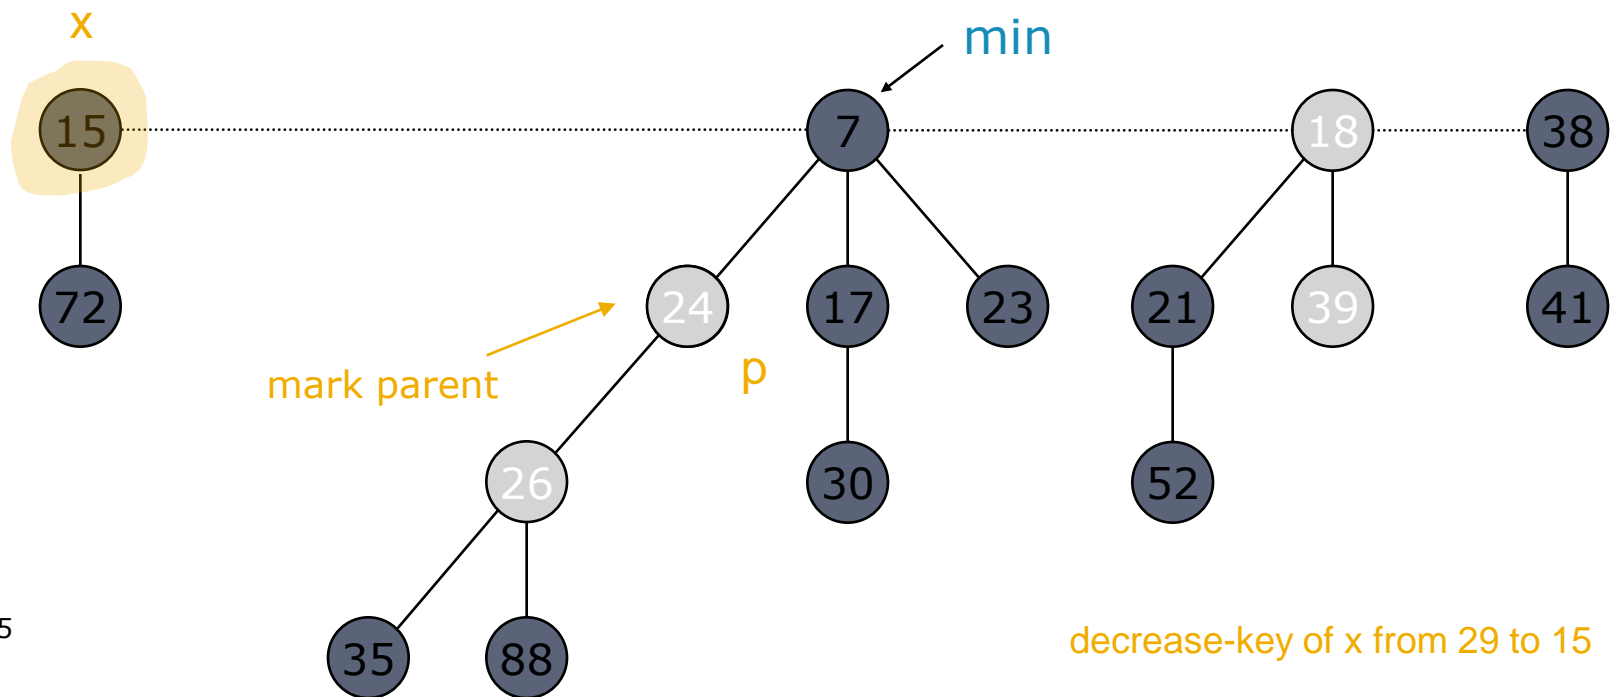 x
min
15 7 18 38
72 24 17 23 21 39 41
mark parent
p
26 30 52
5
35 88
decrease-key of x from 29 to 15